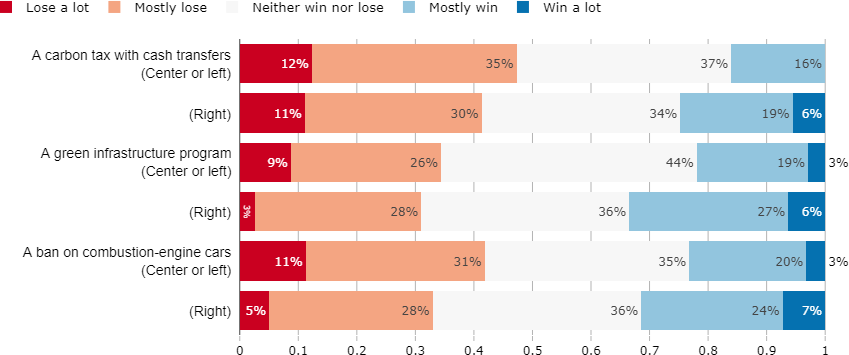 Lose a lot Mostly lose Neither win nor lose Mostly win Win a lot
A carbon tax with cash transfers
(Center or left)
12% 35% 37% 16%
(Right)
11% 30% 34% 19% 6%
A green infrastructure program
(Center or left)
9% 26% 44% 19% 3%
(Right)
3% 28% 36% 27% 6%
A ban on combustion-engine cars
(Center or left)
11% 31% 35% 20% 3%
(Right)
5% 28% 36% 24% 7%
0 0.1 0.2 0.3 0.4 0.5 0.6 0.7 0.8 0.9 1